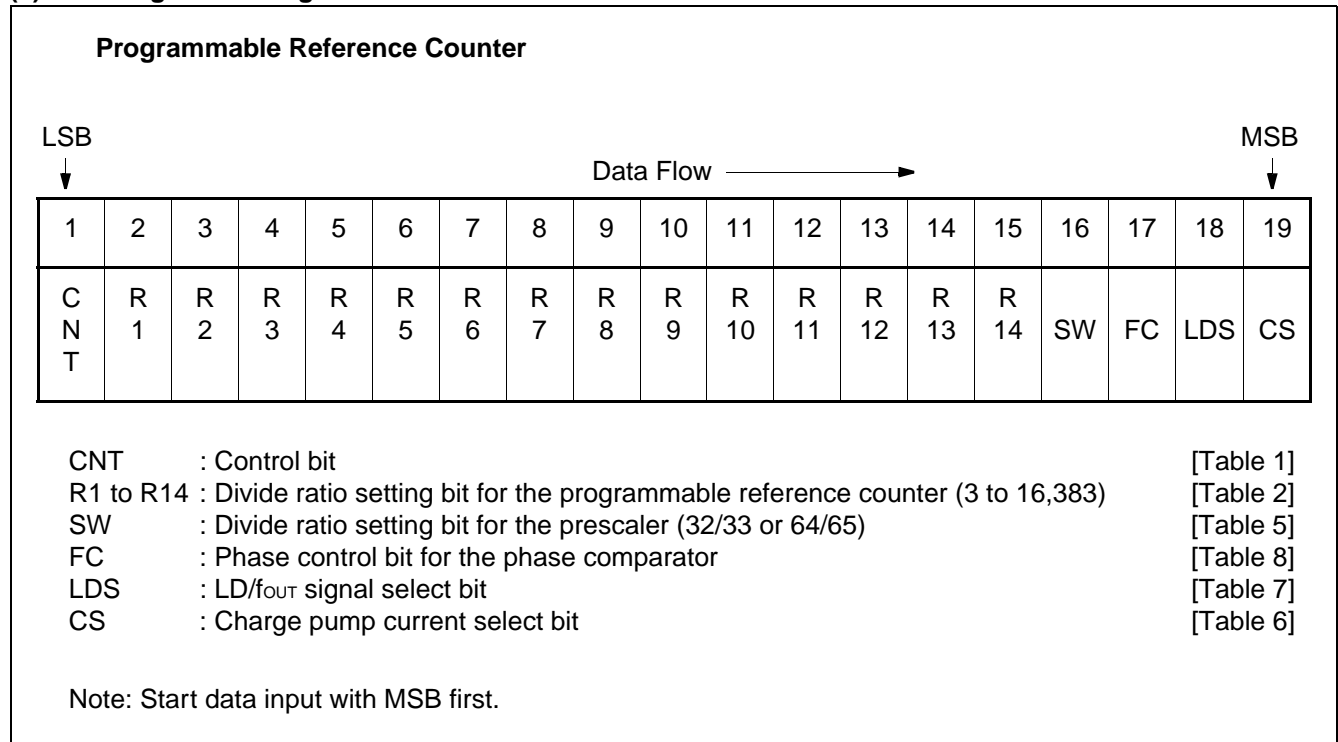 Programmable Reference Counter
LSB MSB
Data Flow
1 2 3 4 5 6 7 8 9 10 11 12 13 14 15 16 17 18 19
C N T R 1 R 2 R 3 R 4 R 5 R 6 R 7 R 8 R 9 R 10 R 11 R 12 R 13 R 14 SW FC LDS CS
CNT : Control bit [Table 1]
R1 to R14 : Divide ratio setting bit for the programmable reference counter (3 to 16,383) [Table 2]
SW : Divide ratio setting bit for the prescaler (32/33 or 64/65) [Table 5]
FC : Phase control bit for the phase comparator [Table 8]
LDS : LD/fOUT signal select bit [Table 7]
CS : Charge pump current select bit [Table 6]
Note: Start data input with MSB first.